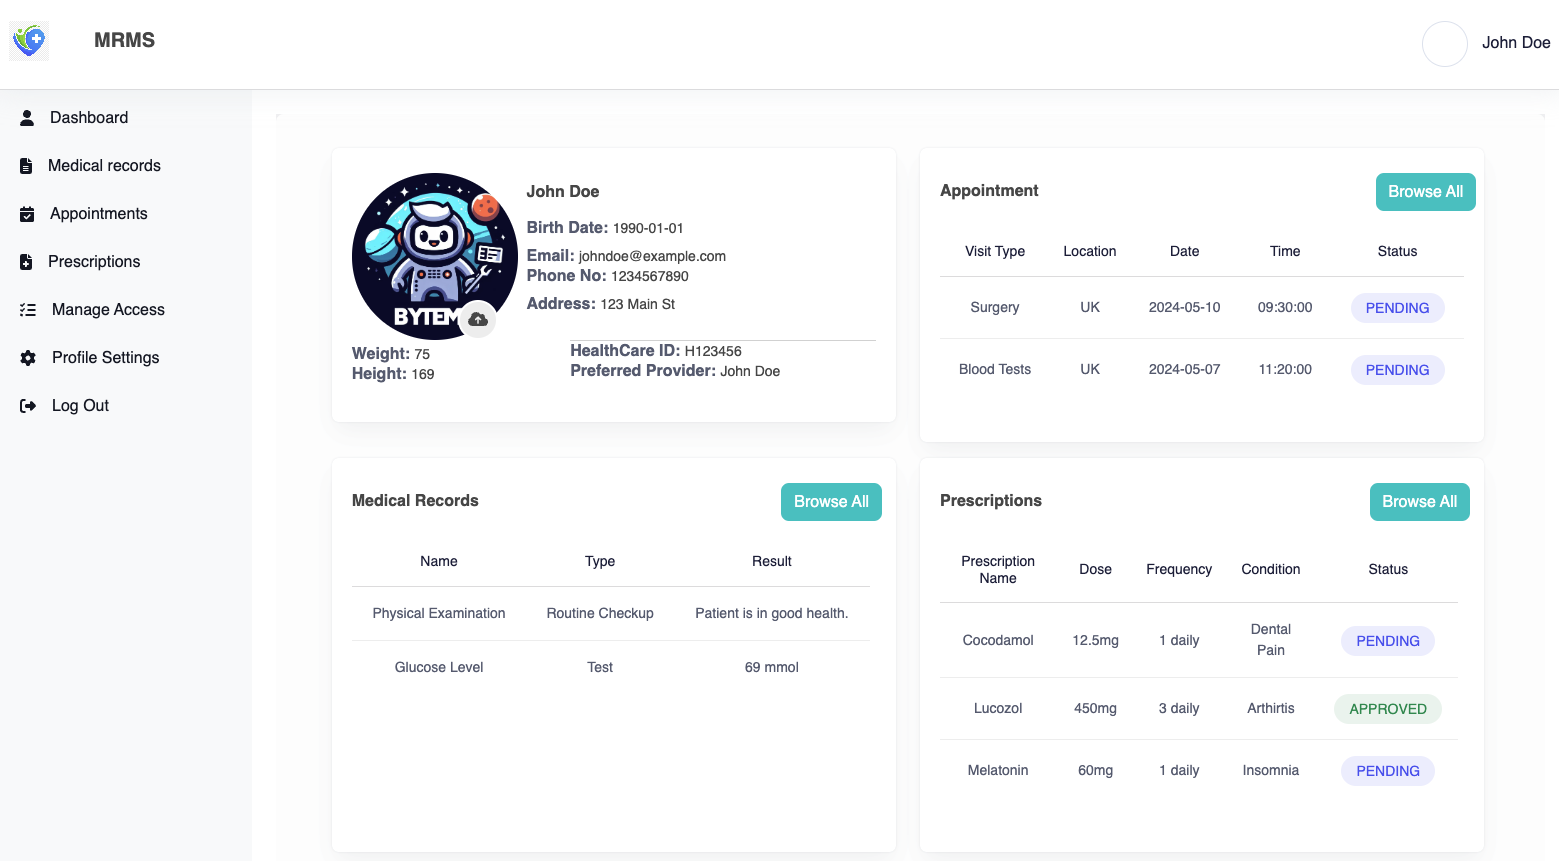 MRMS
John Doe
Dashboard
Medical records
Appointments
Prescriptions
Manage Access
Profile Settings
Log Out
BYTEM
John Doe
Birth Date: 1990-01-01
Email: johndoe@example.com
Phone No: 1234567890
Address: 123 Main St
Weight: 75
Height: 169
HealthCare ID: H123456
Preferred Provider: John Doe
Appointment
Browse All
Visit Type Location Date Time Status
Surgery UK 2024-05-10 09:30:00 PENDING
Blood Tests UK 2024-05-07 11:20:00 PENDING
Medical Records
Browse All
Name Type Result
Physical Examination Routine Checkup Patient is in good health.
Glucose Level Test 69 mmol
Prescriptions
Browse All
Prescription
Name Dose Frequency Condition Status
Cocodamol 12.5mg 1 daily Dental
Pain PENDING
Lucozol 450mg 3 daily Arthirtis APPROVED
Melatonin 60mg 1 daily Insomnia PENDING